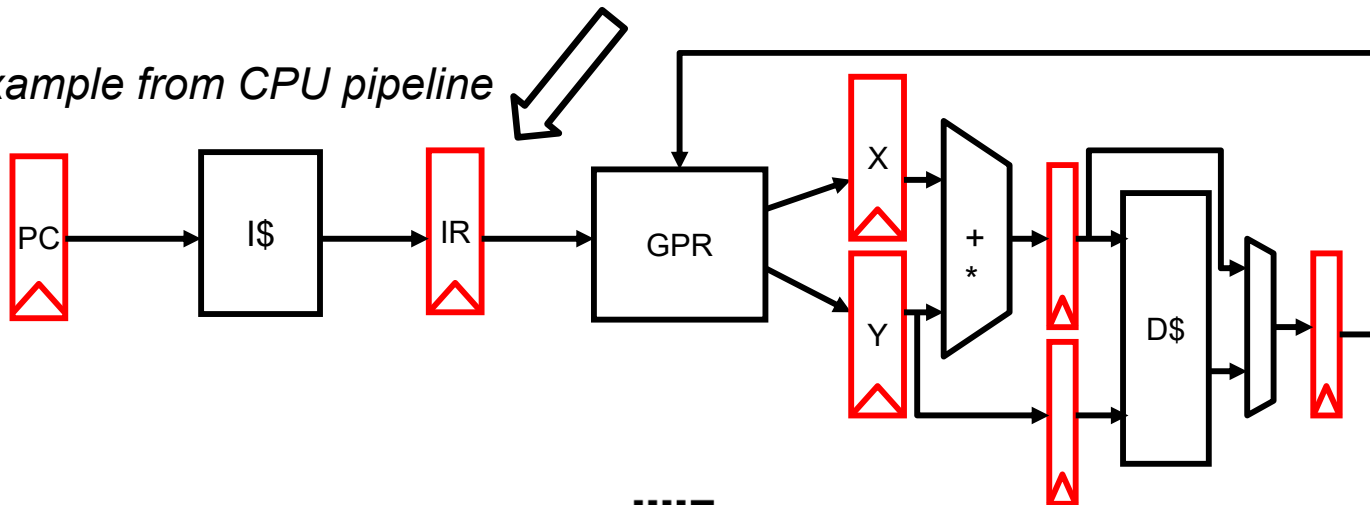 xample from CPU pipeline
PC
I$
IR
GPR
X
Y
+
*
D$